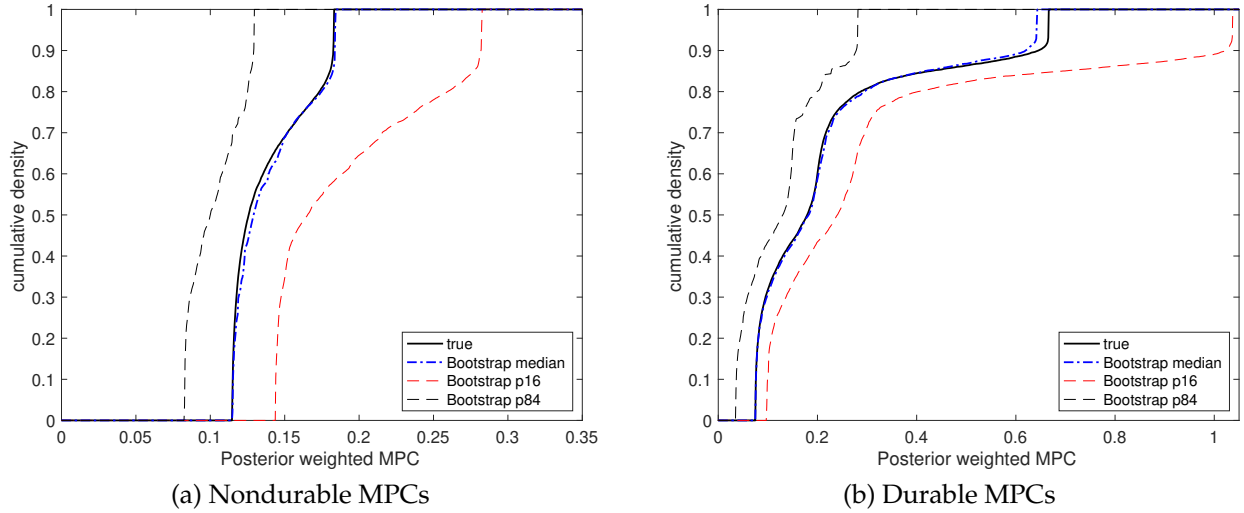 1
0.9
0.8
0.7
0.6
0.5
0.4
0.3
0.2
0.1
0
cumulative density
true
Bootstrap median
Bootstrap p16
Bootstrap p84
0 0.05 0.1 0.15 0.2 0.25 0.3 0.35
Posterior weighted MPC
(a) Nondurable MPCs
1
0.9
0.8
0.7
0.6
0.5
0.4
0.3
0.2
0.1
0
cumulative density
true
Bootstrap median
Bootstrap p16
Bootstrap p84
0 0.2 0.4 0.6 0.8 1
Posterior weighted MPC
(b) Durable MPCs